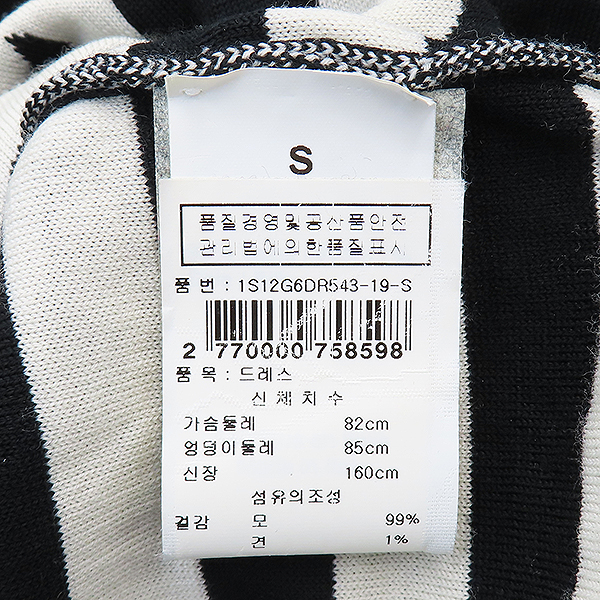 S
품질경영및공산품안전
관리법에의한품질표시
품 번 : 1S12G6DR543-19-S
2 770000 758598
품 목 : 드레스
신 체 치 수
가슴둘레 82cm
엉덩이둘레 85cm
신장 160cm
섬유의조성
겉감 모 99%
견 1%